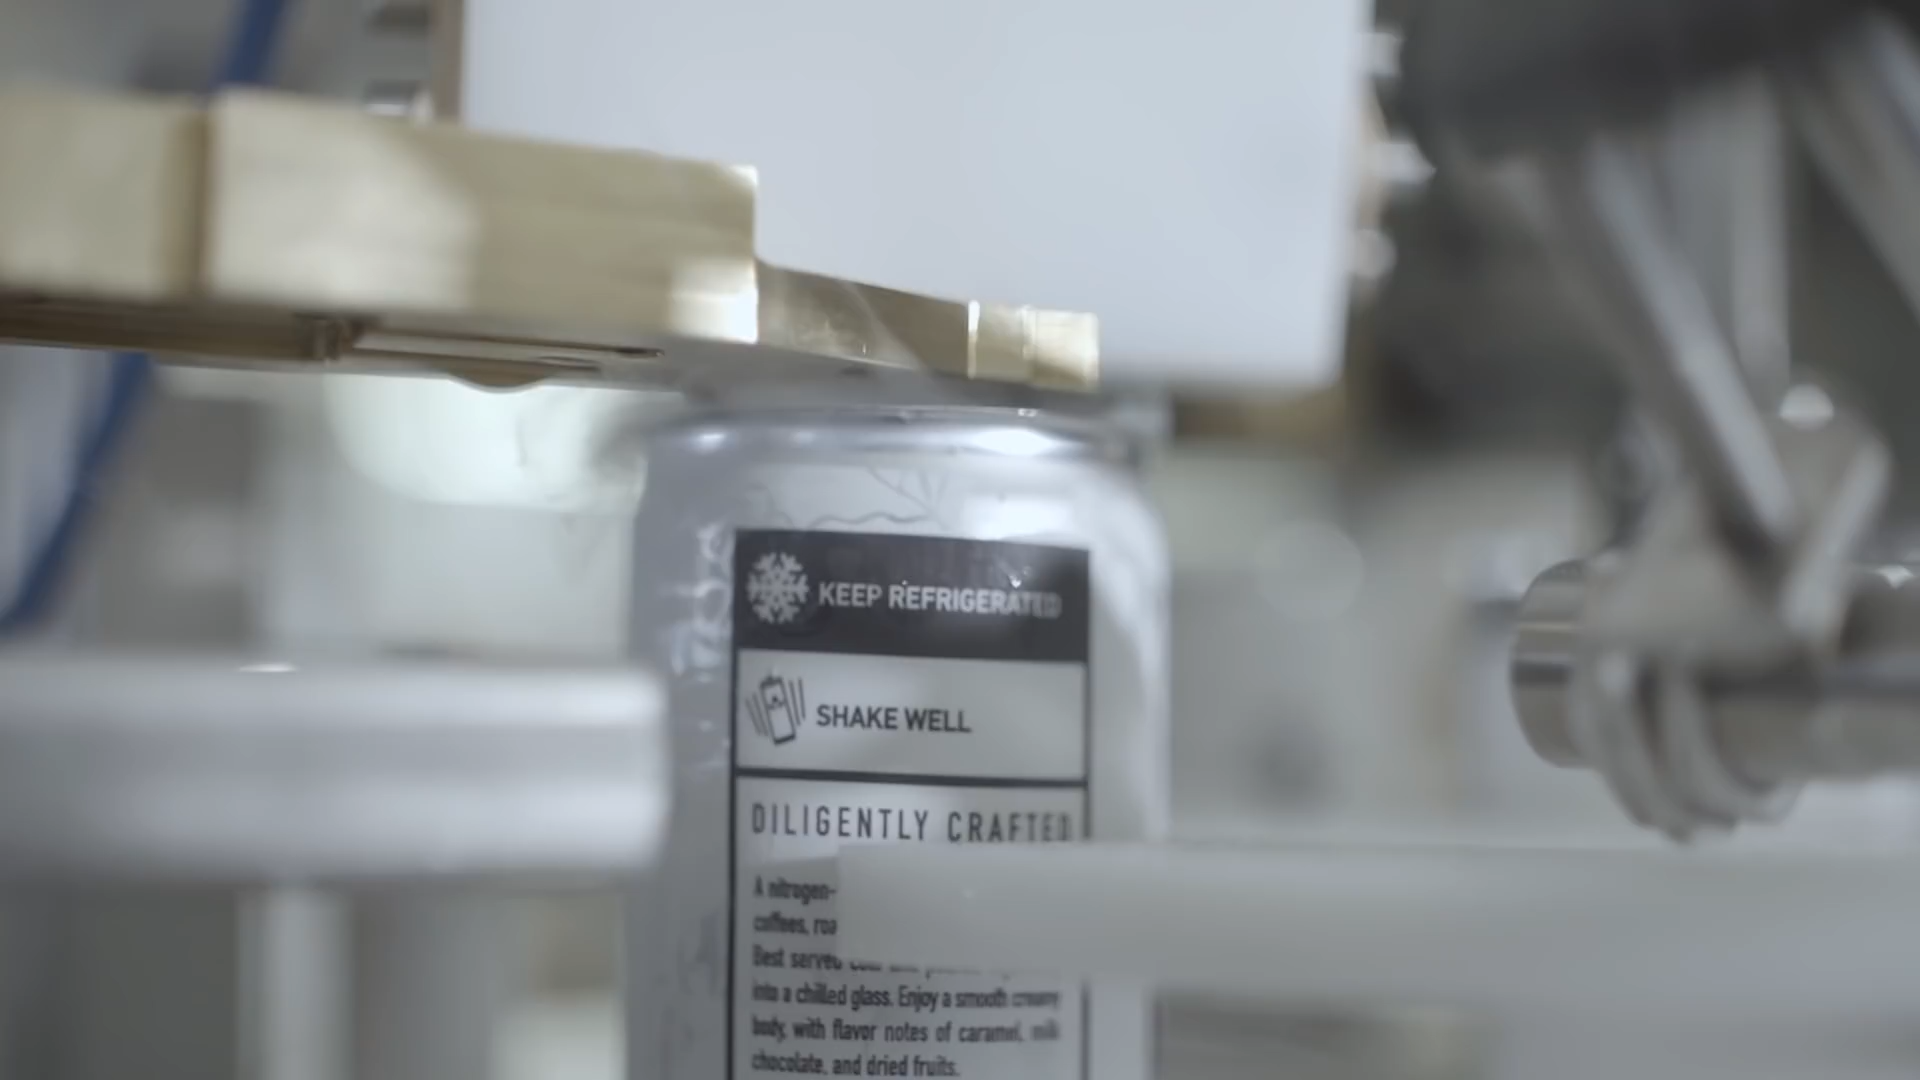 KEEP REFRIGERATED
SHAKE WELL
DILIGENTLY CRAFTED
A nitrogen-
coffees, roa
Best served
into a chilled glass. Enjoy a smooth creamy
body, with flavor notes of caramel, milk
chocolate, and dried fruits.